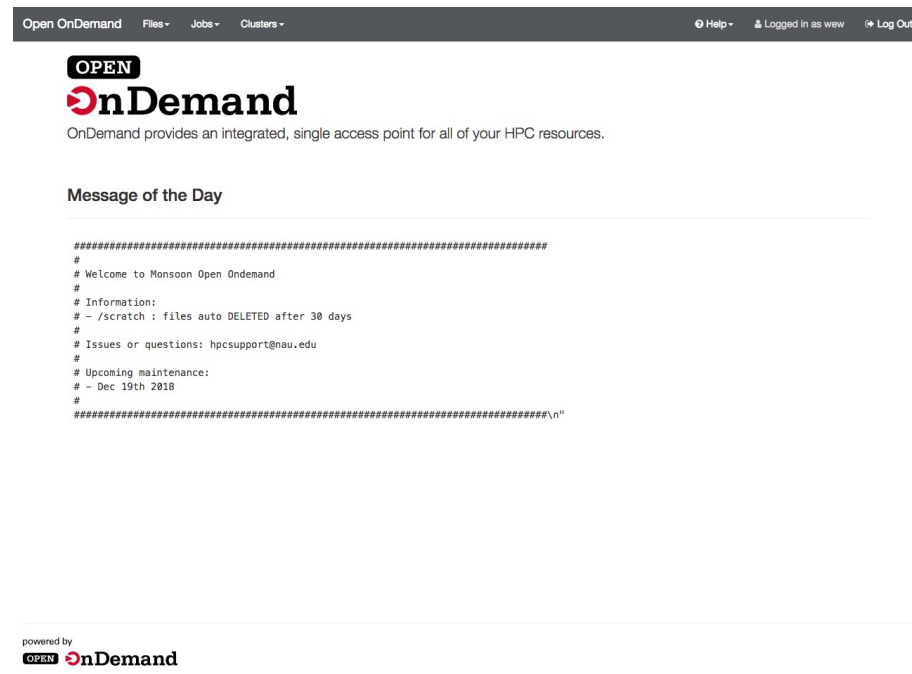 Open OnDemand Files Jobs Clusters Help Logged in as wew Log Out
OPEN
OnDemand
OnDemand provides an integrated, single access point for all of your HPC resources.
Message of the Day
################################################################################
#
# Welcome to Monsoon Open Ondemand
#
# Information:
# - /scratch : files auto DELETED after 30 days
#
# Issues or questions: hpcsupport@nau.edu
#
# Upcoming maintenance:
# - Dec 19th 2018
#
################################################################################\n"
powered by
OPEN OnDemand